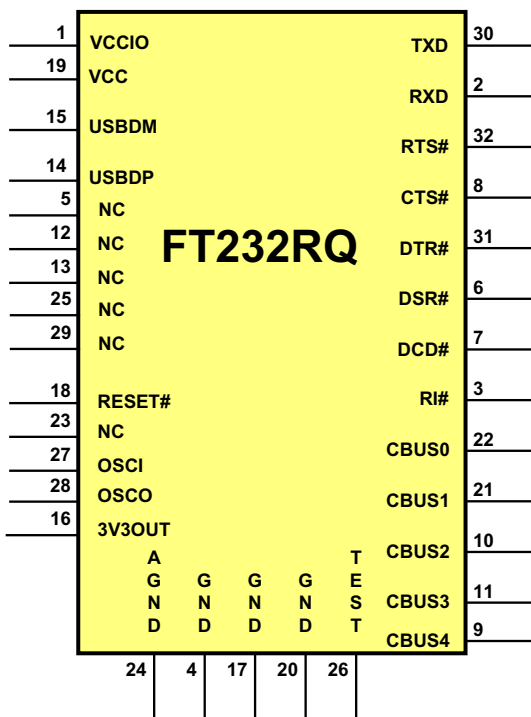 1 VCCIO TXD 30
19 VCC
RXD 2
15 USBDM
RTS# 32
14 USBDP
CTS# 8
5 NC
12 NC FT232RQ DTR# 31
13 NC
DSR# 6
25 NC
29 NC
DCD# 7
18 RESET# RI# 3
23 NC
CBUS0 22
27 OSCI
28 OSCO CBUS1 21
16 3V3OUT
CBUS2 10
CBUS3 11
CBUS4 9
AGND GND GND GND TEST
24 4 17 20 26